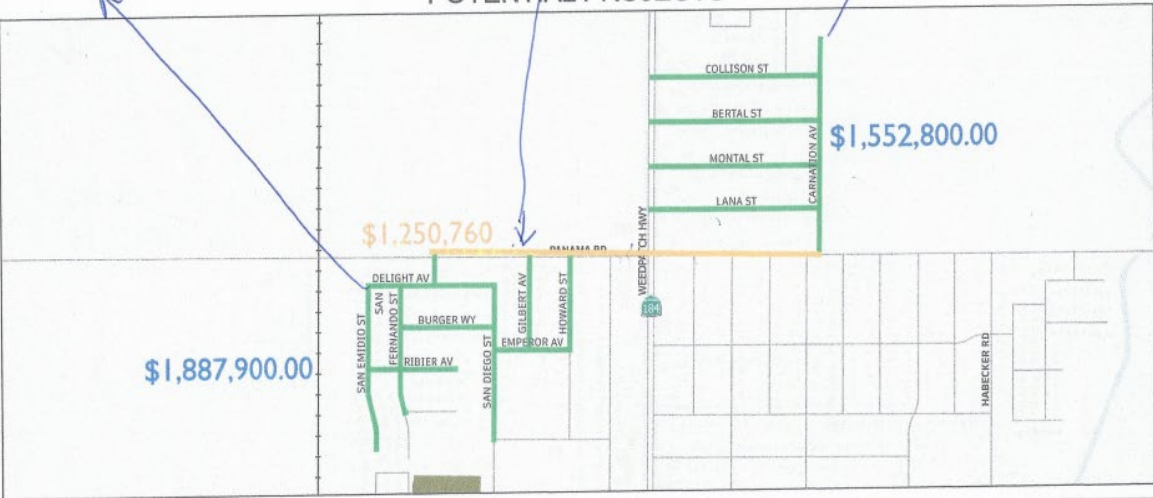 POTENTIAL PROJECTS
COLLISON ST
BERTAL ST
$1,552,800.00
CARNATION AV
MONTAL ST
LANA ST
WEEDPATCH HWY
$1,250,760
PANAMA RD
DELIGHT AV
SAN FERNANDO ST
GILBERT AV
HOWARD ST
184
BURGER WY
SAN EMIDIO ST
EMPEROR AV
RIBIER AV
SAN DIEGO ST
$1,887,900.00
HABECKER RD